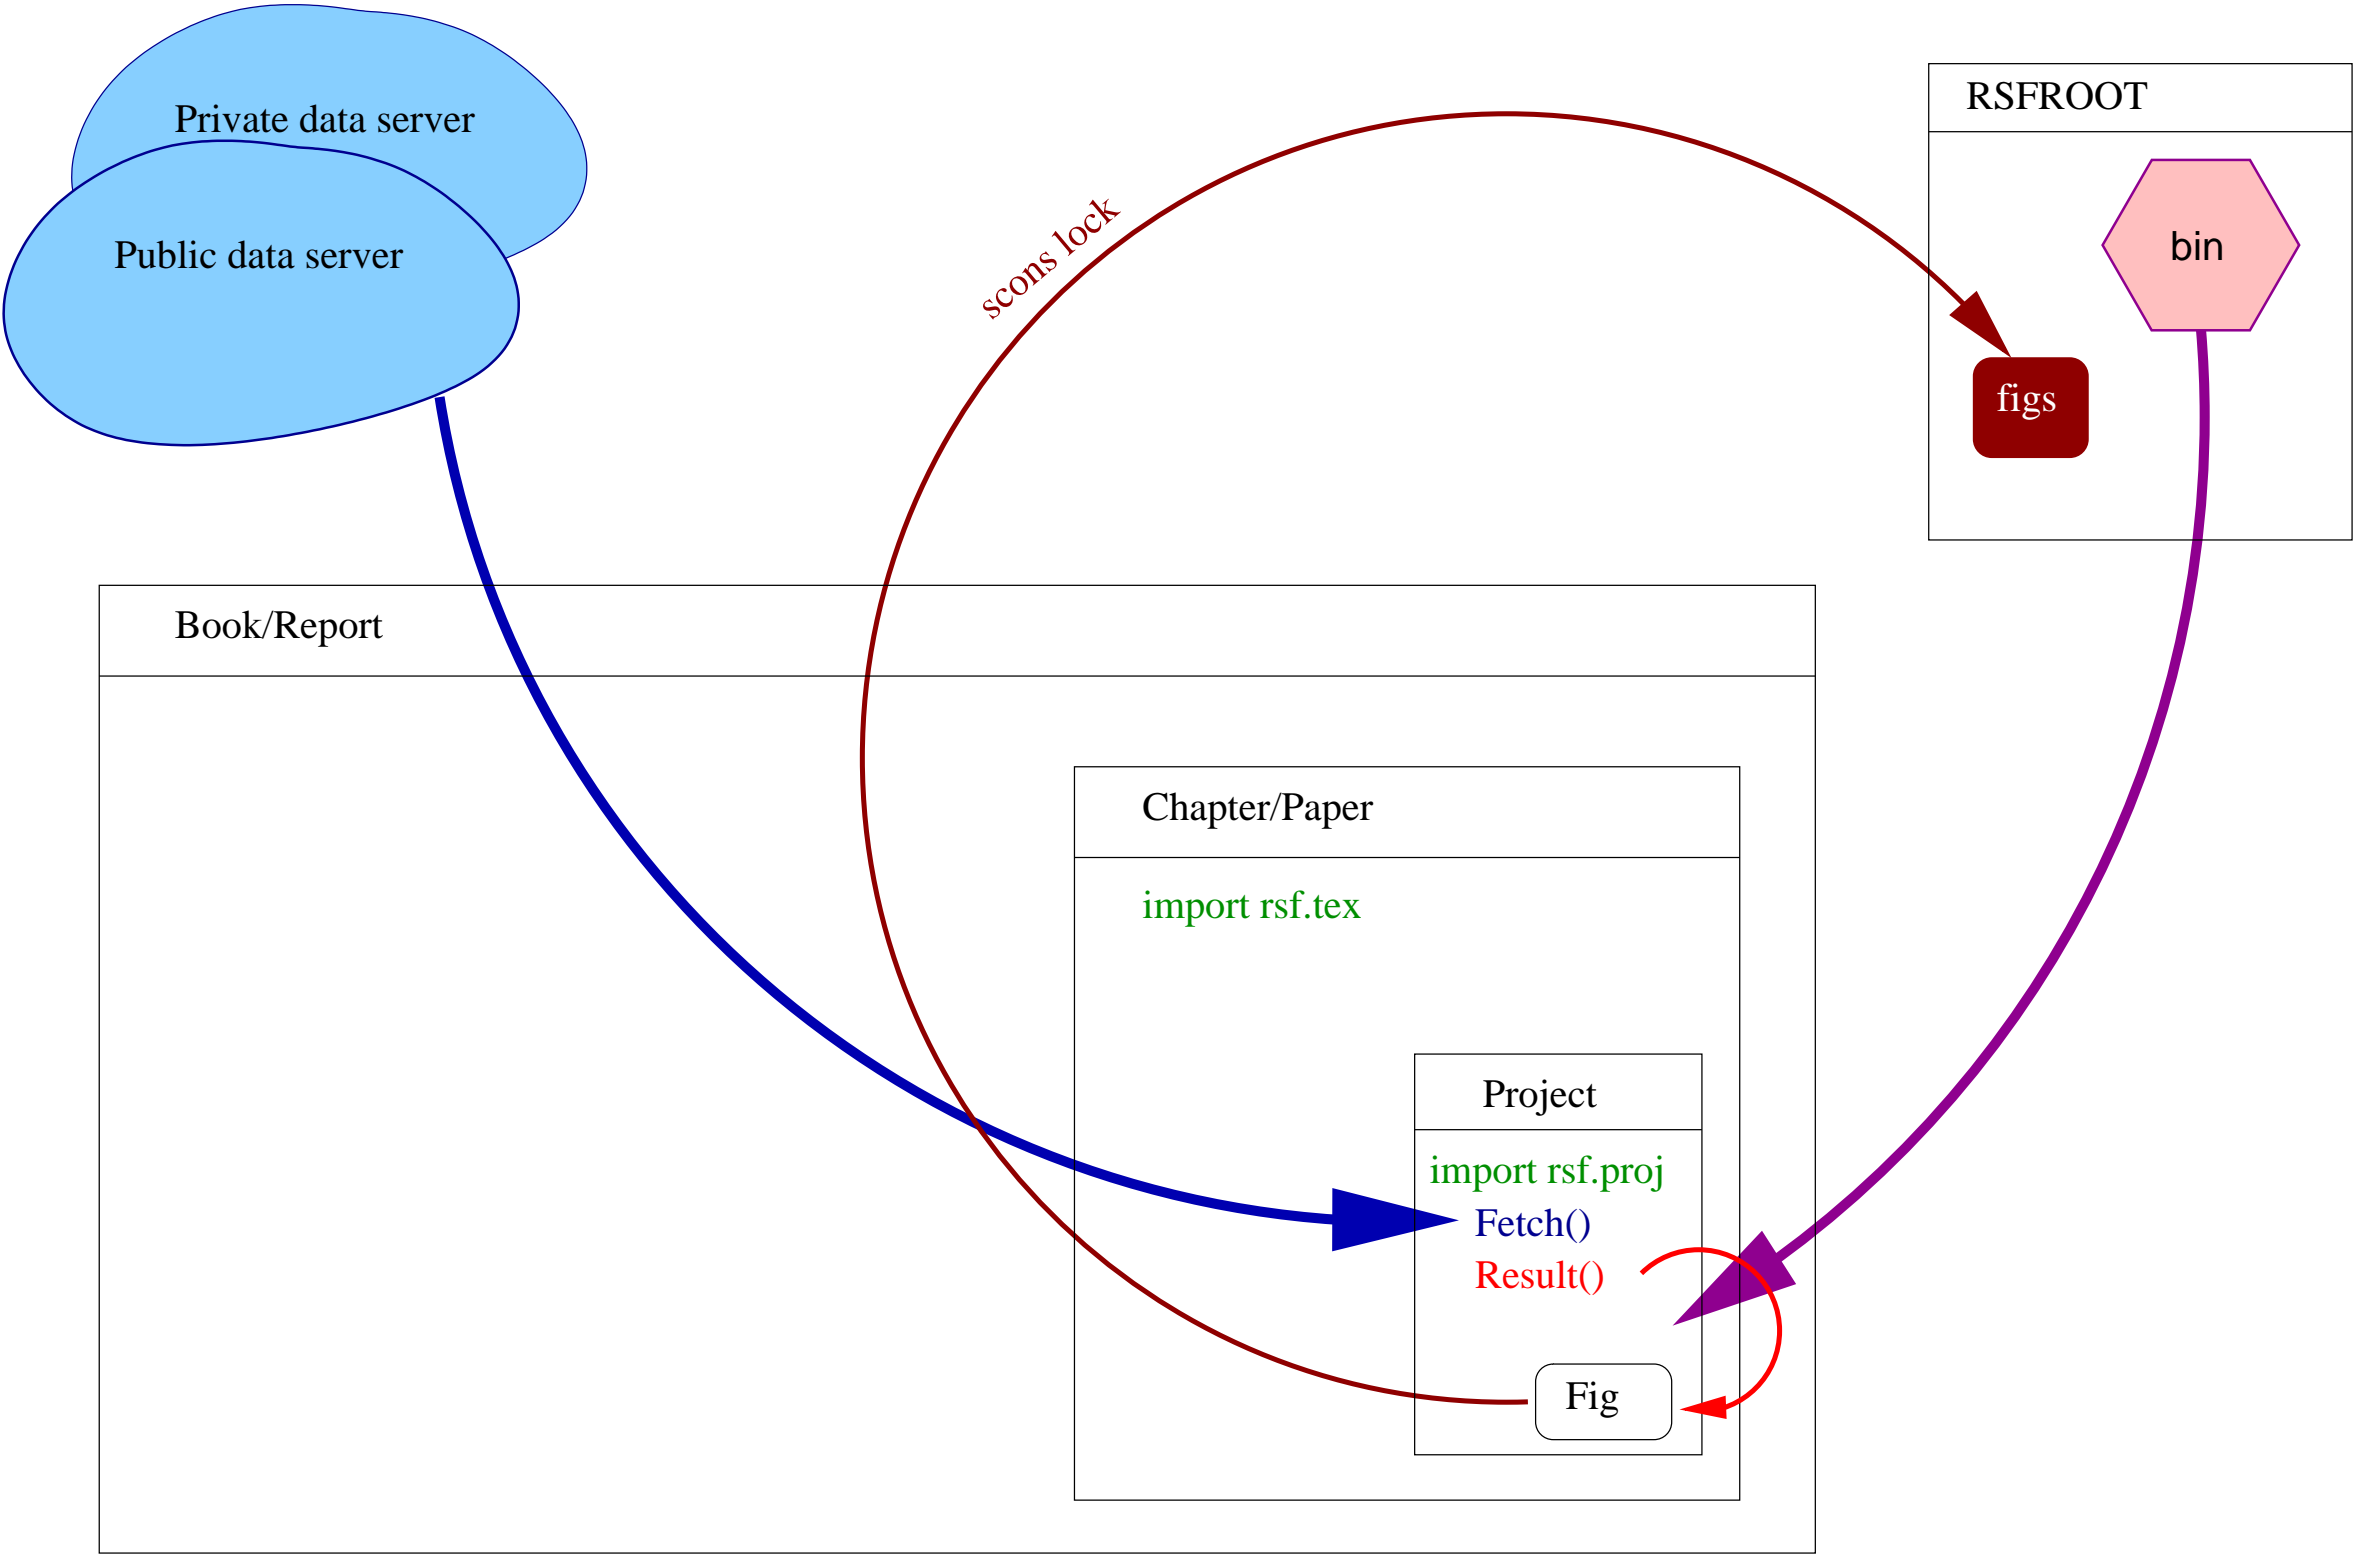 Private data server
Public data server
scons lock
RSFROOT
bin
figs
Book/Report
Chapter/Paper
import rsf.tex
Project
import rsf.proj
Fetch()
Result()
Fig